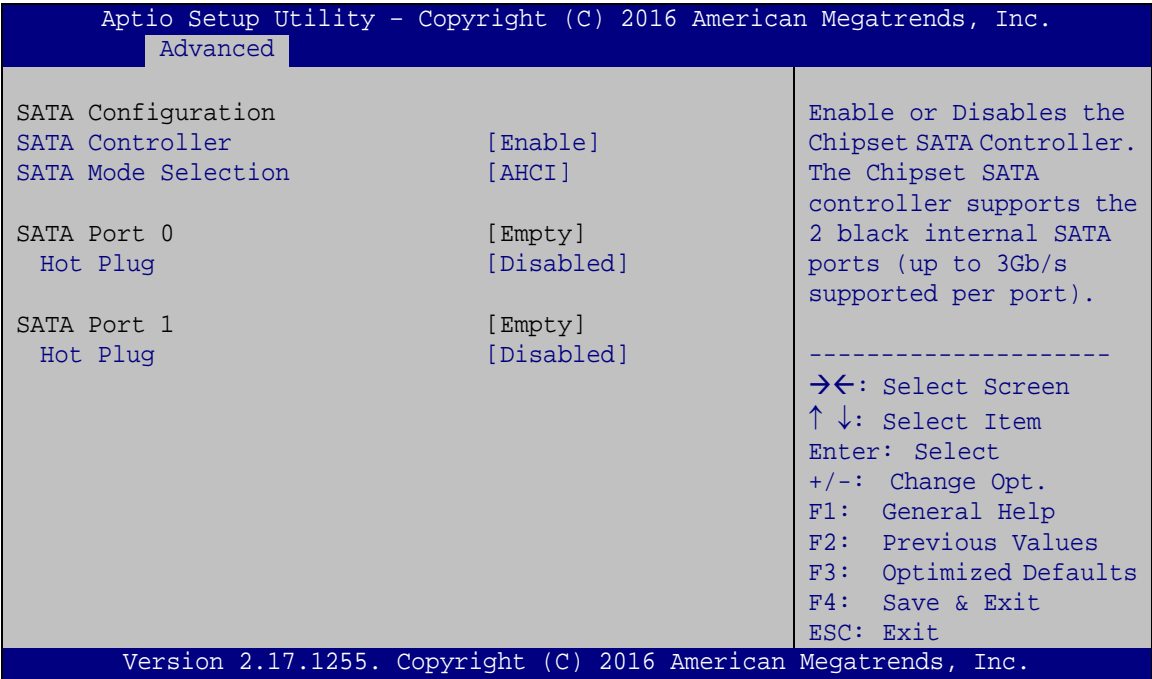 Aptio Setup Utility – Copyright (C) 2016 American Megatrends, Inc.
Advanced
SATA Configuration
SATA Controller [Enable]
SATA Mode Selection [AHCI]
SATA Port 0 [Empty]
Hot Plug [Disabled]
SATA Port 1 [Empty]
Hot Plug [Disabled]
Enable or Disables the
Chipset SATA Controller.
The Chipset SATA
controller supports the
2 black internal SATA
ports (up to 3Gb/s
supported per port).
---------------------
→←: Select Screen
↑ ↓: Select Item
Enter: Select
+/-: Change Opt.
F1: General Help
F2: Previous Values
F3: Optimized Defaults
F4: Save & Exit
ESC: Exit
Version 2.17.1255. Copyright (C) 2016 American Megatrends, Inc.